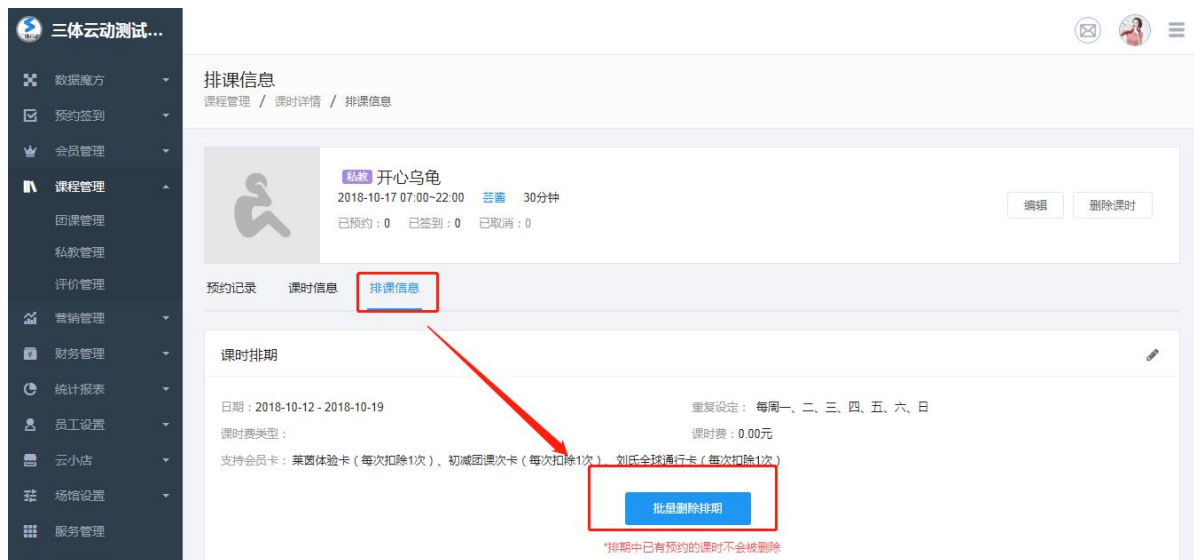 三体云动测试...
数据魔方
预约签到
会员管理
课程管理
团课管理
私教管理
评价管理
营销管理
财务管理
统计报表
员工设置
云小店
场馆设置
服务管理
排课信息
课程管理 / 课时详情 / 排课信息
私教 开心乌龟
2018-10-17 07:00~22:00 芸酱 30分钟
已预约：0 已签到：0 已取消：0
编辑 删除课时
预约记录 课时信息 排课信息
课时排期
日期：2018-10-12 - 2018-10-19 重复设定： 每周一、二、三、四、五、六、日
课时费类型： 课时费：0.00元
支持会员卡： 莱茵体验卡（每次扣除1次）、初减团课次卡（每次扣除1次）、刘氏全球通行卡（每次扣除1次）
批量删除排期
*排期中已有预约的课时不会被删除